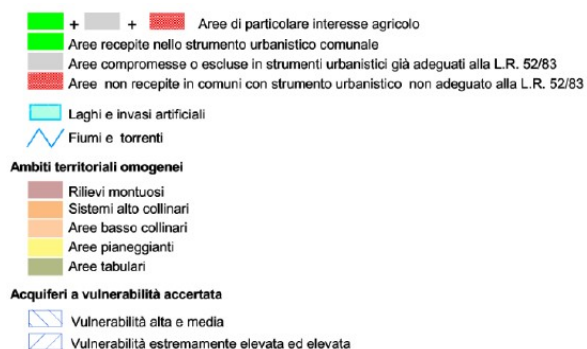 + + Aree di particolare interesse agricolo
Aree recepite nello strumento urbanistico comunale
Aree compromesse o escluse in strumenti urbanistici già adeguati alla L.R. 52/83
Aree non recepite in comuni con strumento urbanistico non adeguato alla L.R. 52/83
Laghi e invasi artificiali
Fiumi e torrenti
Ambiti territoriali omogenei
Rilievi montuosi
Sistemi alto collinari
Aree basso collinari
Aree pianeggianti
Aree tabulari
Acquiferi a vulnerabilità accertata
Vulnerabilità alta e media
Vulnerabilità estremamente elevata ed elevata